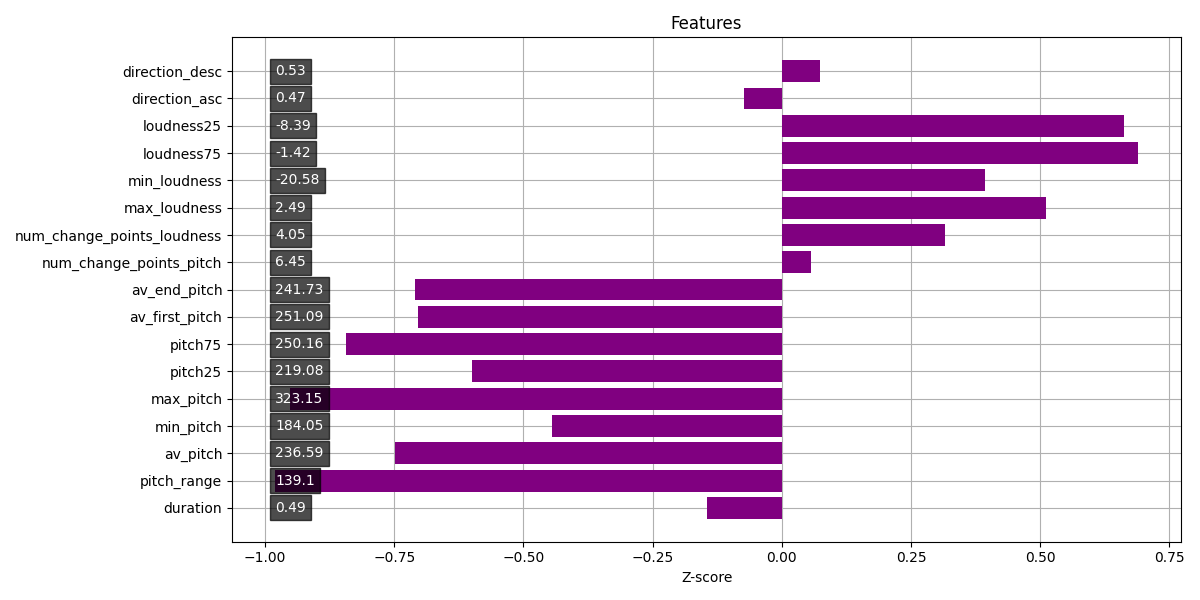 Features
direction_desc 0.53
direction_asc 0.47
loudness25 -8.39
loudness75 -1.42
min_loudness -20.58
max_loudness 2.49
num_change_points_loudness 4.05
num_change_points_pitch 6.45
av_end_pitch 241.73
av_first_pitch 251.09
pitch75 250.16
pitch25 219.08
max_pitch 323.15
min_pitch 184.05
av_pitch 236.59
pitch_range 139.1
duration 0.49
−1.00 −0.75 −0.50 −0.25 0.00 0.25 0.50 0.75
Z-score